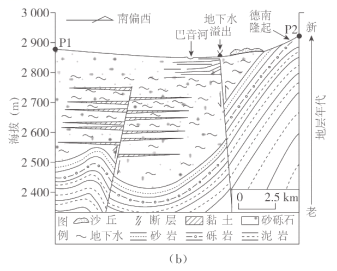 3 000
南偏西
地下水
溢出
德南
隆起
P2
新
P1
巴音河
2 900
2 800
2 700
2 600
2 500
2 400
海拔 (m)
地层年代
0 2.5 km
老
图例
沙丘 断层 黏土 砂砾石
地下水 砂岩 砾岩 泥岩
(b)